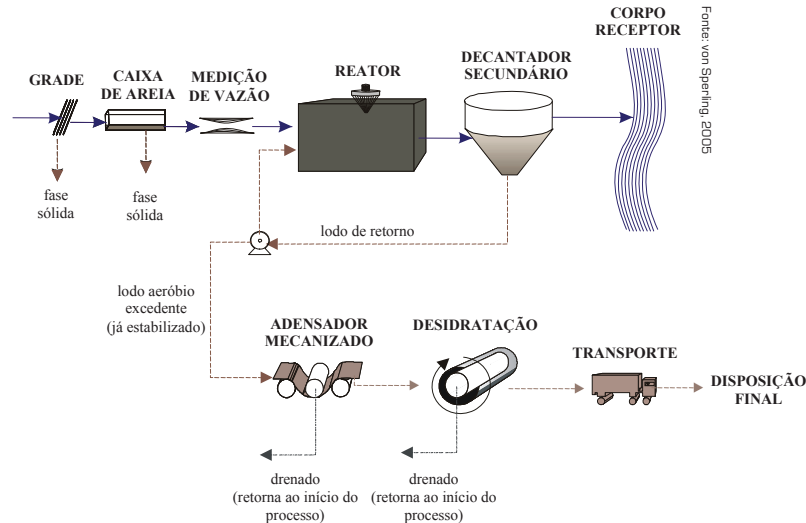 GRADE
CAIXA
DE AREIA
MEDIÇÃO
DE VAZÃO
REATOR
DECANTADOR
SECUNDÁRIO
CORPO
RECEPTOR
Fonte: von Sperling, 2005
fase
sólida
fase
sólida
lodo de retorno
lodo aeróbio
excedente
(já estabilizado)
ADENSADOR
MECANIZADO
DESIDRATAÇÃO
TRANSPORTE
DISPOSIÇÃO
FINAL
drenado
(retorna ao início do
processo)
drenado
(retorna ao início do
processo)